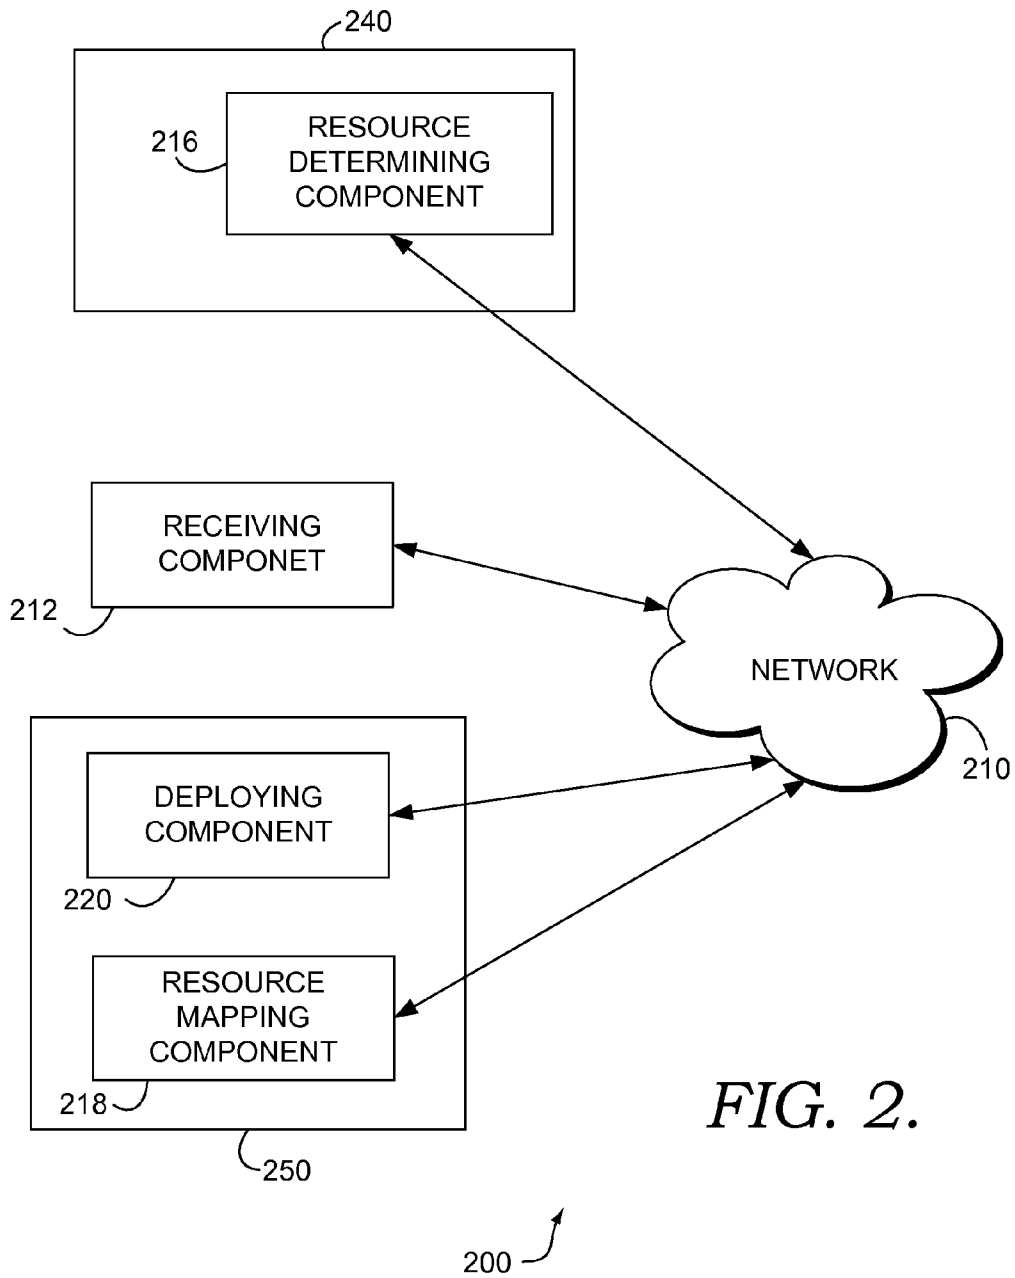 240
216
RESOURCE
DETERMINING
COMPONENT
RECEIVING
COMPONET
212
NETWORK
210
DEPLOYING
COMPONENT
220
RESOURCE
MAPPING
COMPONENT
218
250
FIG. 2.
200